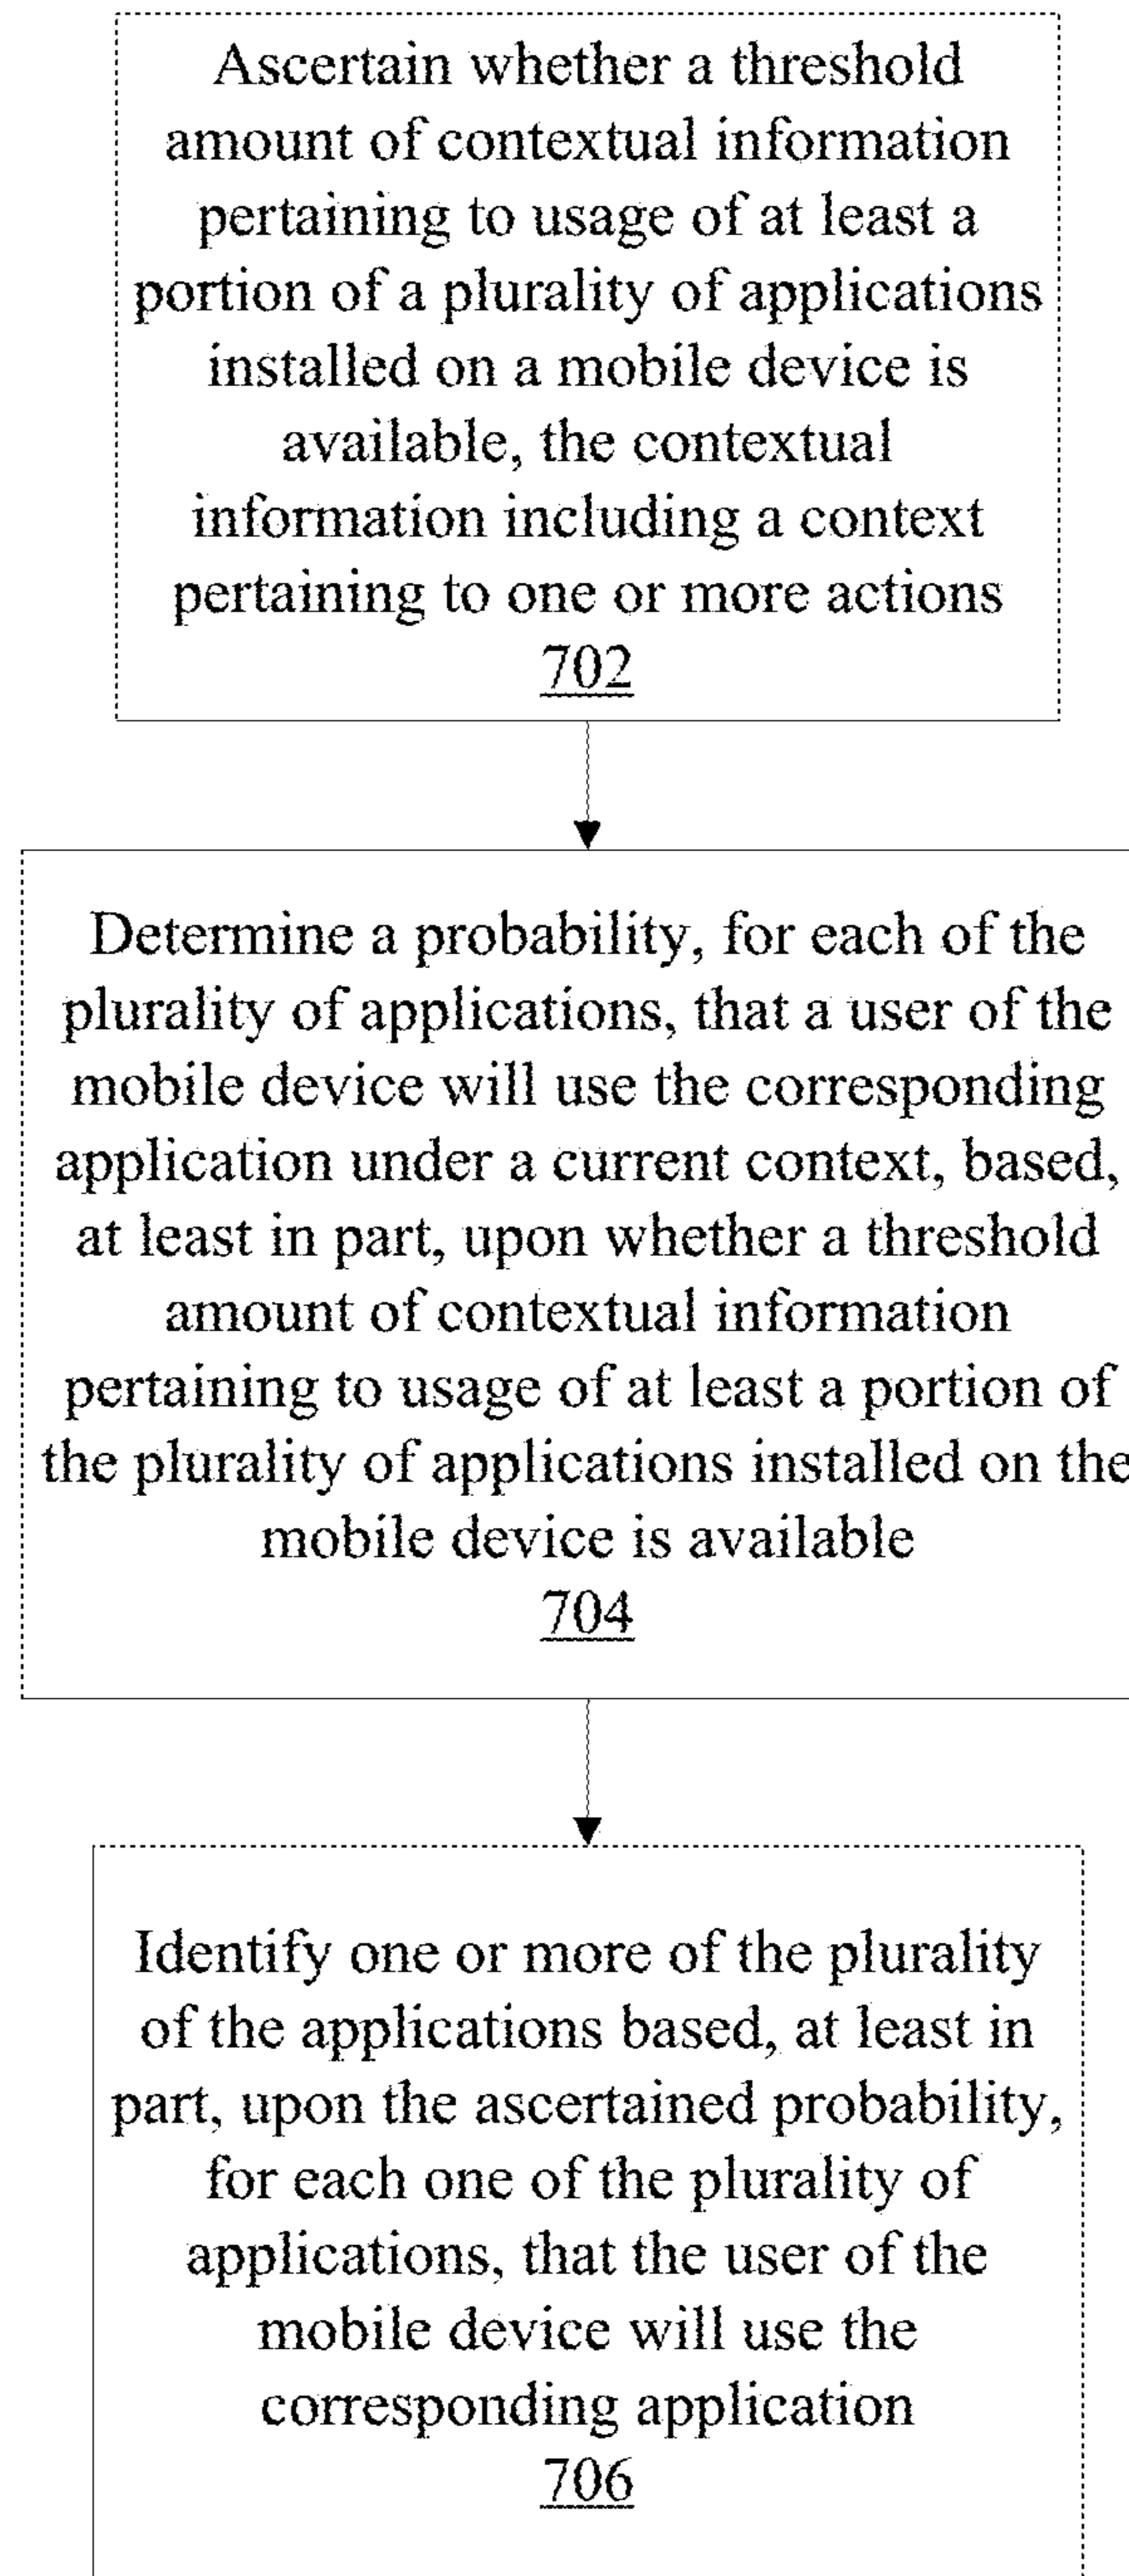 Ascertain whether a threshold
amount of contextual information
pertaining to usage of at least a
portion of a plurality of applications
installed on a mobile device is
available, the contextual
information including a context
pertaining to one or more actions
702
Determine a probability, for each of the
plurality of applications, that a user of the
mobile device will use the corresponding
application under a current context, based,
at least in part, upon whether a threshold
amount of contextual information
pertaining to usage of at least a portion of
the plurality of applications installed on the
mobile device is available
704
Identify one or more of the plurality
of the applications based, at least in
part, upon the ascertained probability,
for each one of the plurality of
applications, that the user of the
mobile device will use the
corresponding application
706